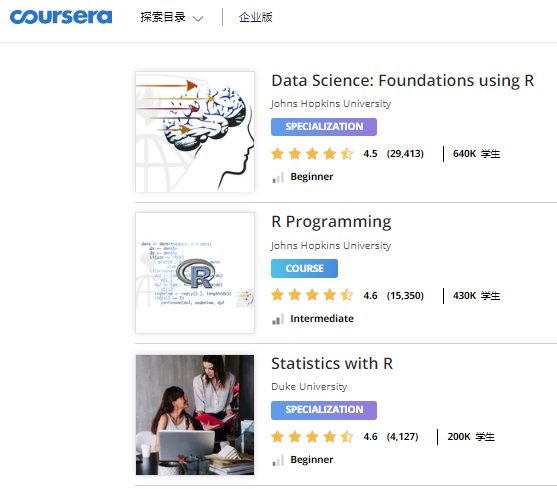 coursera 探索目录 企业版
Data Science: Foundations using R
Johns Hopkins University
SPECIALIZATION
4.5 (29,413) 640K 学生
Beginner
R Programming
Johns Hopkins University
COURSE
4.6 (15,350) 430K 学生
Intermediate
R
Statistics with R
Duke University
SPECIALIZATION
4.6 (4,127) 200K 学生
Beginner